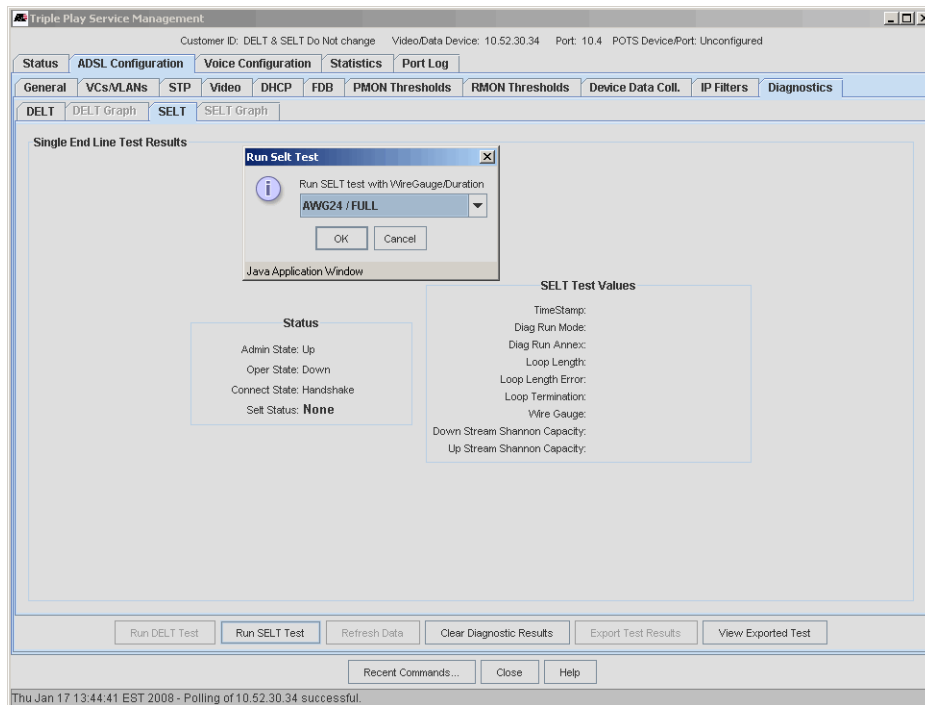 Triple Play Service Management
Customer ID: DELT & SELT Do Not change Video/Data Device: 10.52.30.34 Port: 10.4 POTS Device/Port: Unconfigured
Status ADSL Configuration Voice Configuration Statistics Port Log
General VCs/VLANs STP Video DHCP FDB PMON Thresholds RMON Thresholds Device Data Coll. IP Filters Diagnostics
DELT DELT Graph SELT SELT Graph
Single End Line Test Results
Run Selt Test
Run SELT test with WireGauge/Duration
AWG24 / FULL
OK Cancel
Java Application Window
SELT Test Values
TimeStamp:
Diag Run Mode:
Diag Run Annex:
Loop Length:
Loop Length Error:
Loop Termination:
Wire Gauge:
Down Stream Shannon Capacity:
Up Stream Shannon Capacity:
Status
Admin State: Up
Oper State: Down
Connect State: Handshake
Selt Status: None
Run DELT Test Run SELT Test Refresh Data Clear Diagnostic Results Export Test Results View Exported Test
Recent Commands... Close Help
Thu Jan 17 13:44:41 EST 2008 - Polling of 10.52.30.34 successful.